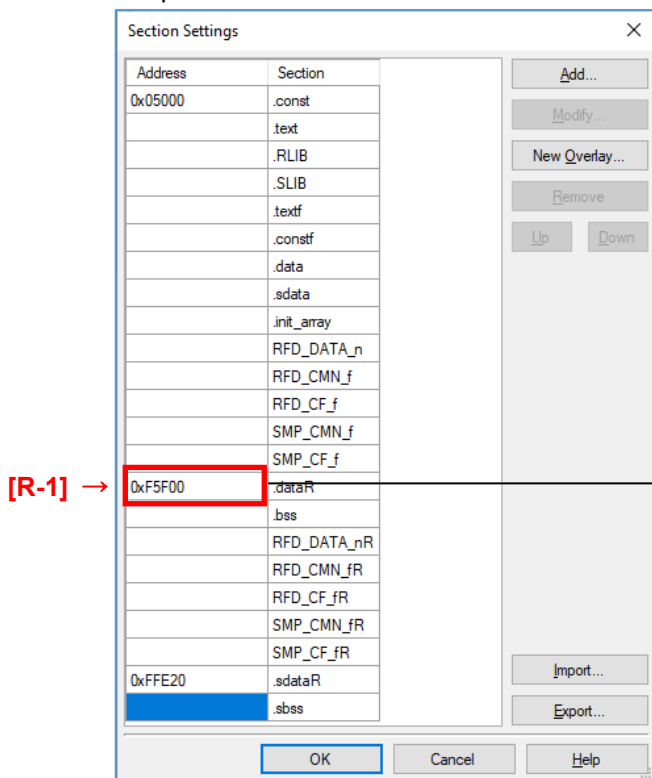 Section Settings
Address Section
0x05000 .const
.text
.RLIB
.SLIB
.textf
.constf
.data
.sdata
.init_array
RFD_DATA_n
RFD_CMN_f
RFD_CF_f
SMP_CMN_f
SMP_CF_f
[R-1] → 0xF5F00 .dataR
.bss
RFD_DATA_nR
RFD_CMN_fR
RFD_CF_fR
SMP_CMN_fR
SMP_CF_fR
0xFFE20 .sdataR
.sbss
Add...
Modify...
New Overlay...
Remove
Up Down
Import...
Export...
OK Cancel Help